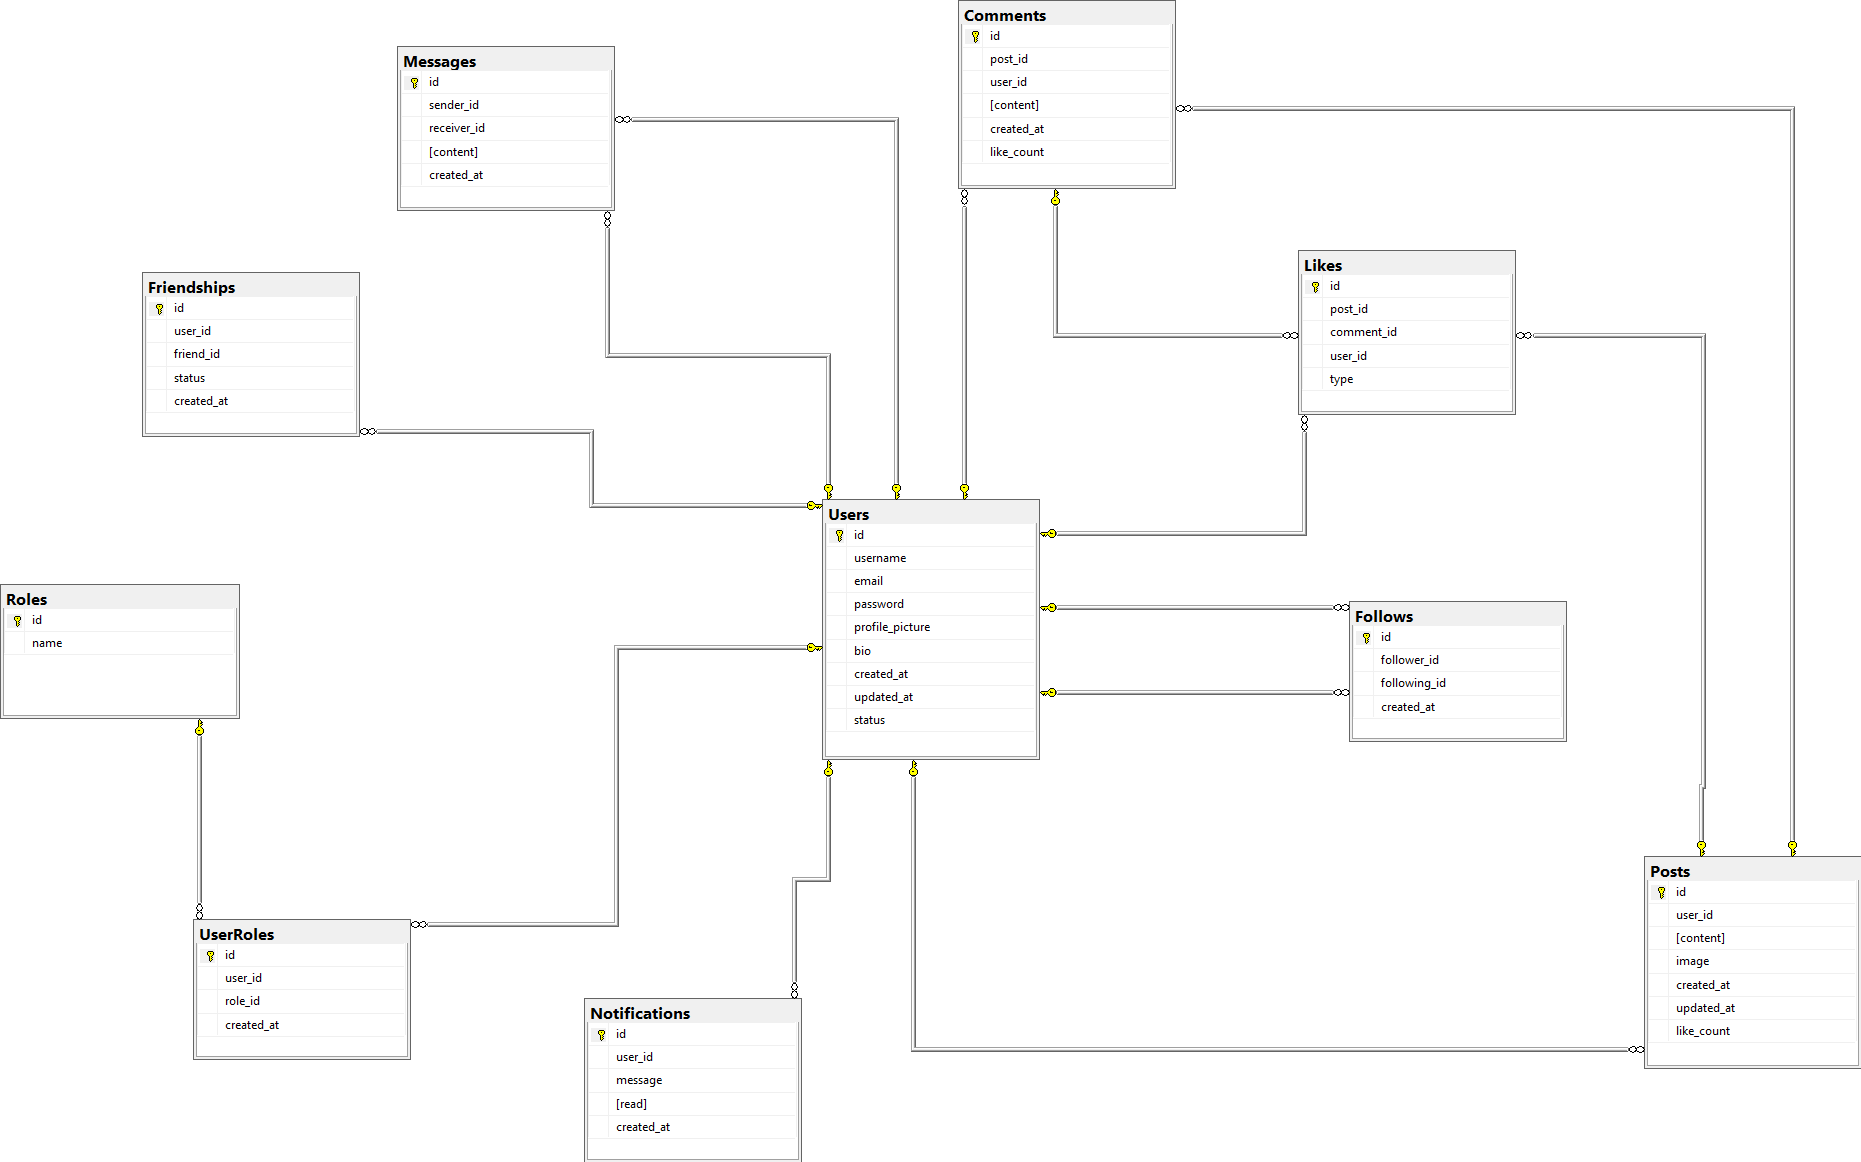 Comments
id
post_id
user_id
[content]
created_at
like_count
Messages
id
sender_id
receiver_id
[content]
created_at
Likes
id
post_id
comment_id
user_id
type
Friendships
id
user_id
friend_id
status
created_at
Users
id
username
email
password
profile_picture
bio
created_at
updated_at
status
Roles
id
name
Follows
id
follower_id
following_id
created_at
Posts
id
user_id
[content]
image
created_at
updated_at
like_count
UserRoles
id
user_id
role_id
created_at
Notifications
id
user_id
message
[read]
created_at